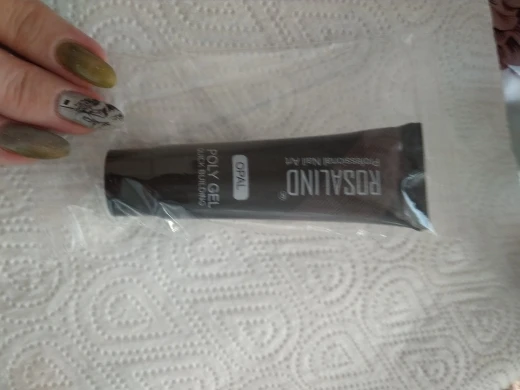 ROSALIND®
Professional Nail Art
OPAL
POLY GEL
QUICK BUILDING